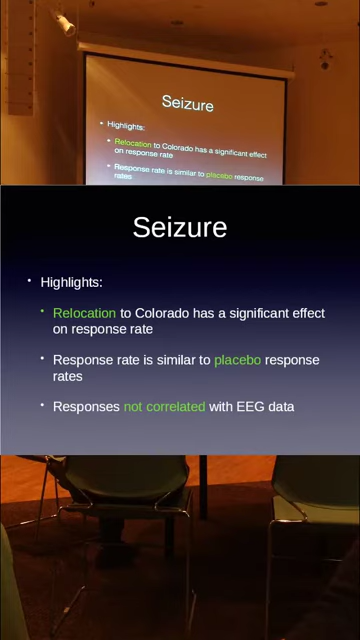 Seizure
• Highlights:
• Relocation to Colorado has a significant effect
on response rate
• Response rate is similar to placebo response
rates
Seizure
• Highlights:
• Relocation to Colorado has a significant effect
on response rate
• Response rate is similar to placebo response
rates
• Responses not correlated with EEG data